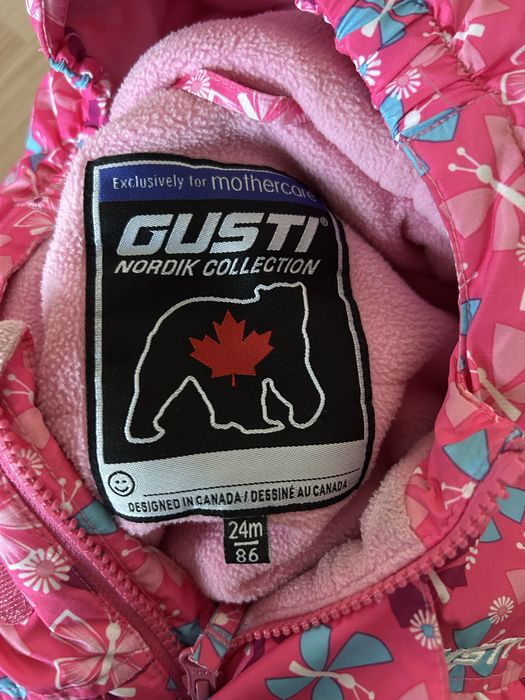 Exclusively for mothercare
GUSTI®
NORDIK COLLECTION
DESIGNED IN CANADA / DESSINÉ AU CANADA
24m
86